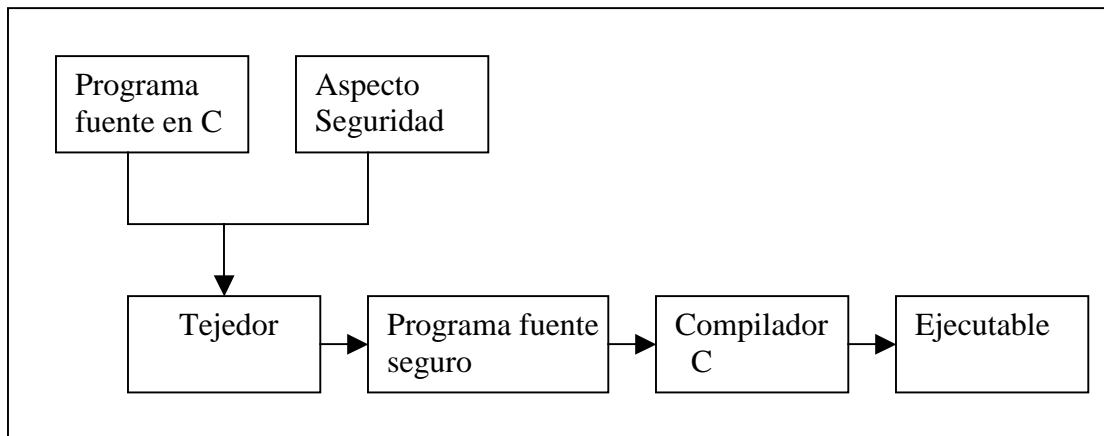 Programa
fuente en C
Aspecto
Seguridad
Tejedor
Programa fuente
seguro
Compilador
C
Ejecutable